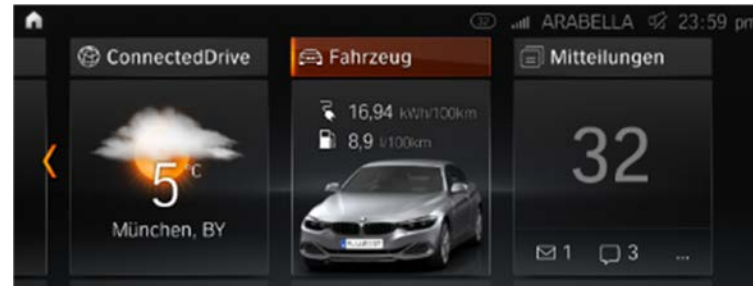 32 ARABELLA 23:59 pm
ConnectedDrive
Fahrzeug
Mitteilungen
5°C
München, BY
16,94 kWh/100km
8,9 l/100km
32
1 3 ...